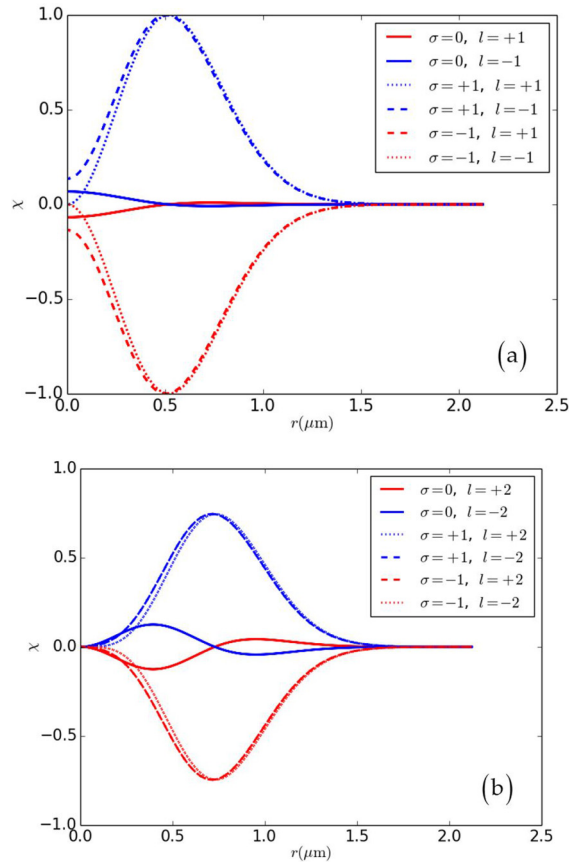 1.0
0.5
0.0
−0.5
−1.0
χ
σ=0, l=+1
σ=0, l=−1
σ=+1, l=+1
σ=+1, l=−1
σ=−1, l=+1
σ=−1, l=−1
(a)
0.0 0.5 1.0 1.5 2.0 2.5
r(μm)
1.0
0.5
0.0
−0.5
−1.0
χ
σ=0, l=+2
σ=0, l=−2
σ=+1, l=+2
σ=+1, l=−2
σ=−1, l=+2
σ=−1, l=−2
(b)
0.0 0.5 1.0 1.5 2.0 2.5
r(μm)